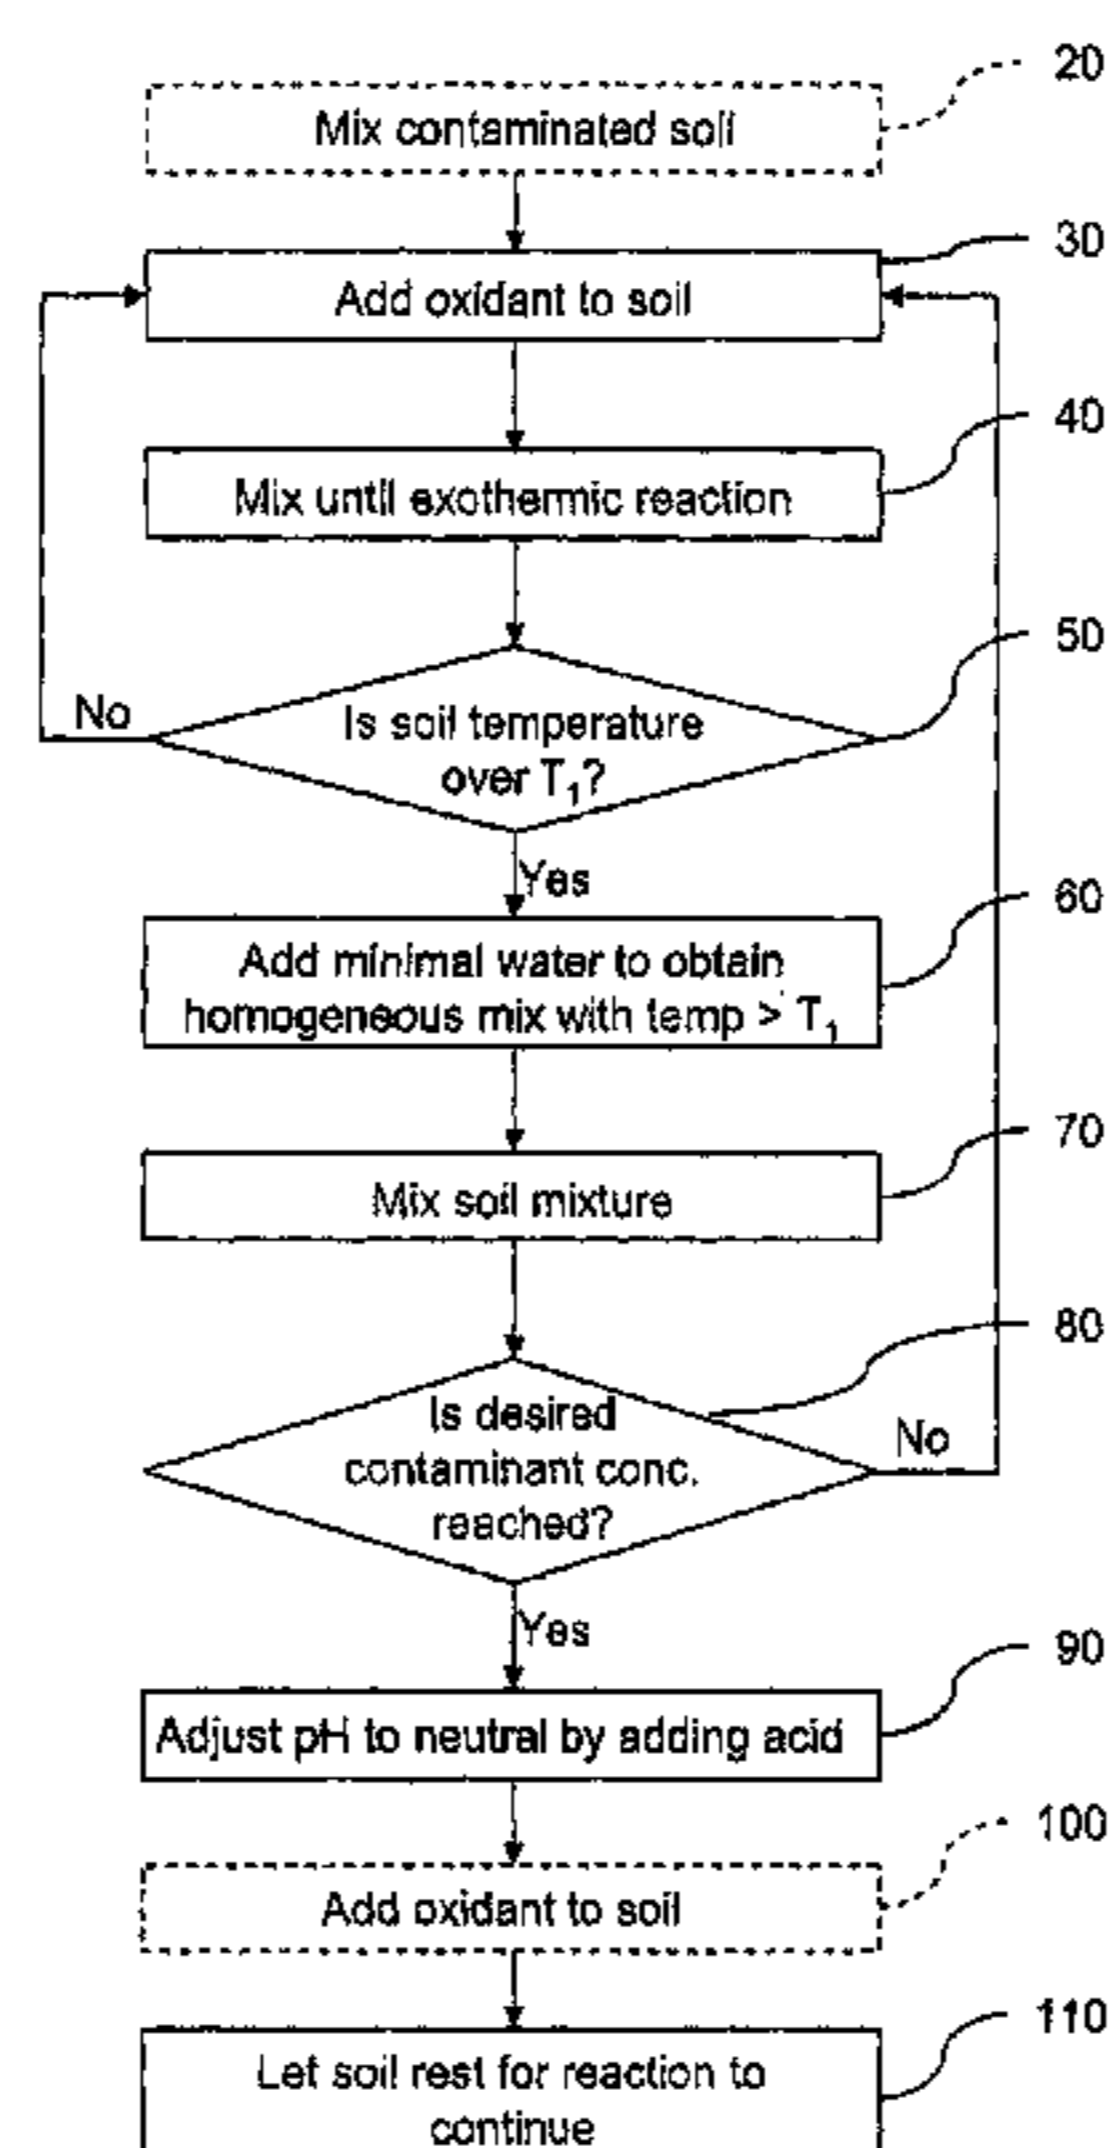 20
Mix contaminated soil
30
Add oxidant to soil
40
Mix until exothermic reaction
50
No
Is soil temperature
over T₁?
Yes
60
Add minimal water to obtain
homogeneous mix with temp > T₁
70
Mix soil mixture
80
Is desired
contaminant conc.
reached?
No
Yes
90
Adjust pH to neutral by adding acid
100
Add oxidant to soil
110
Let soil rest for reaction to
continue